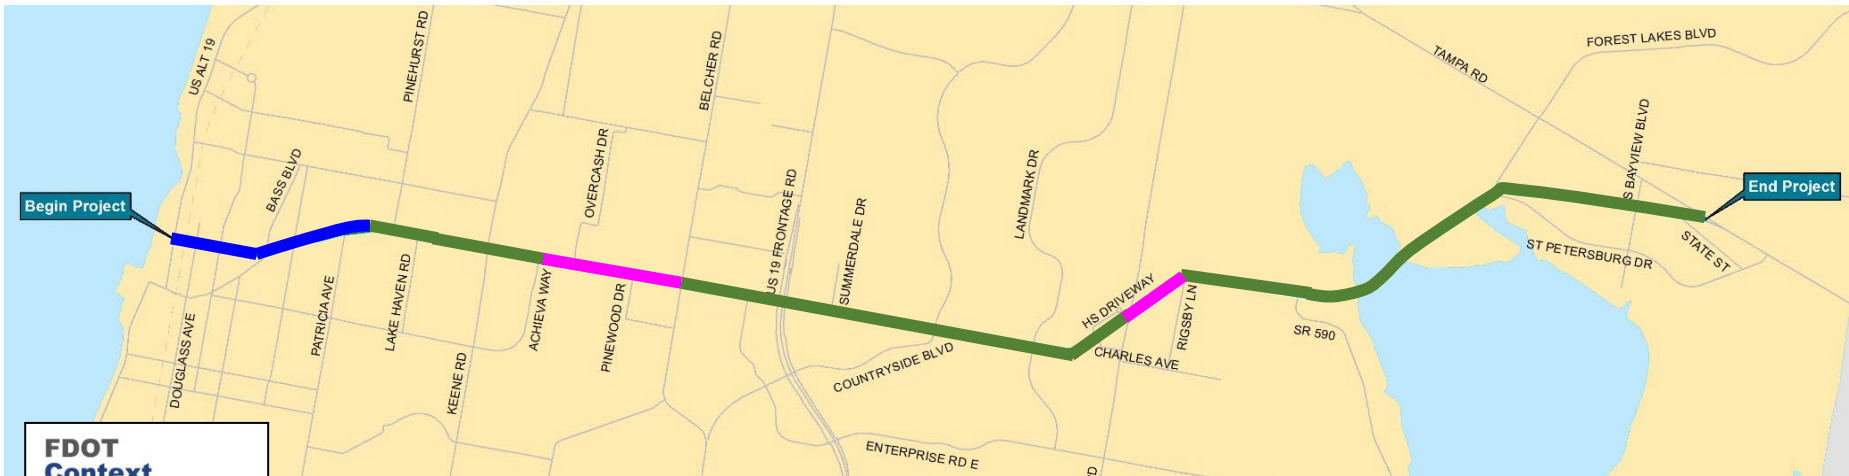 US ALT 19
PINEHURST RD
BELCHER RD
TAMPA RD
FOREST LAKES BLVD
BASS BLVD
OVERCASH DR
US 19 FRONTAGE RD
SUMMERDALE DR
LANDMARK DR
S BAYVIEW BLVD
Begin Project
End Project
ST PETERSBURG DR
STATE ST
PATRICIA AVE
LAKE HAVEN RD
ACHIEVA WAY
PINEWOOD DR
HS DRIVEWAY
RIGSBY LN
SR 590
DOUGLASS AVE
KEENE RD
COUNTRYSIDE BLVD
CHARLES AVE
ENTERPRISE RD E
FDOT
Context